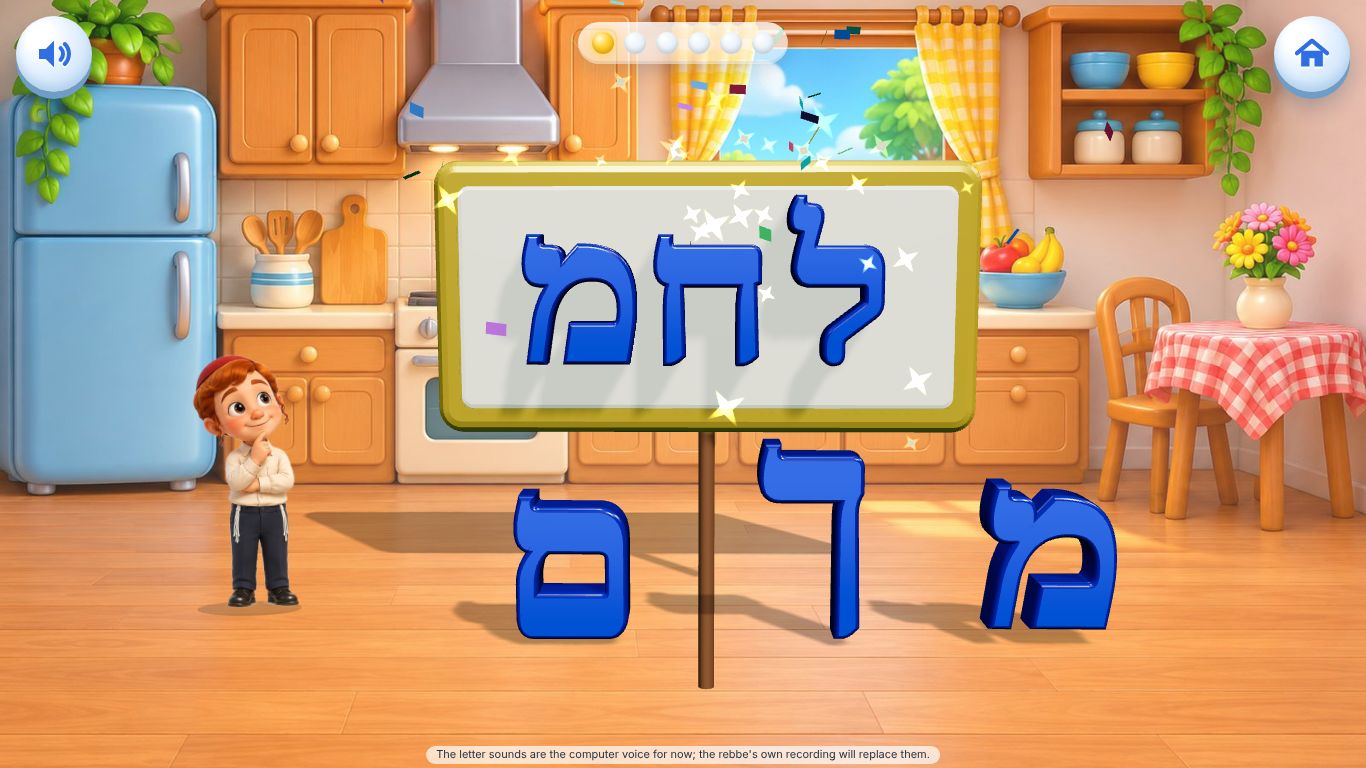 לחמ
ם ך מ
The letter sounds are the computer voice for now; the rebbe's own recording will replace them.